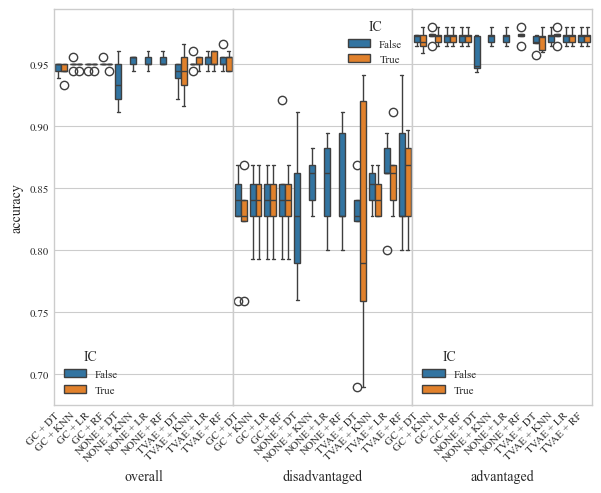 IC
False
True
0.95
0.90
0.85
0.80
0.75
0.70
accuracy
IC
False
True
IC
False
True
GC + DT
GC + KNN
GC + LR
GC + RF
NONE + DT
NONE + KNN
NONE + LR
NONE + RF
TVAE + DT
TVAE + KNN
TVAE + LR
TVAE + RF
GC + DT
GC + KNN
GC + LR
GC + RF
NONE + DT
NONE + KNN
NONE + LR
NONE + RF
TVAE + DT
TVAE + KNN
TVAE + LR
TVAE + RF
GC + DT
GC + KNN
GC + LR
GC + RF
NONE + DT
NONE + KNN
NONE + LR
NONE + RF
TVAE + DT
TVAE + KNN
TVAE + LR
TVAE + RF
overall
disadvantaged
advantaged